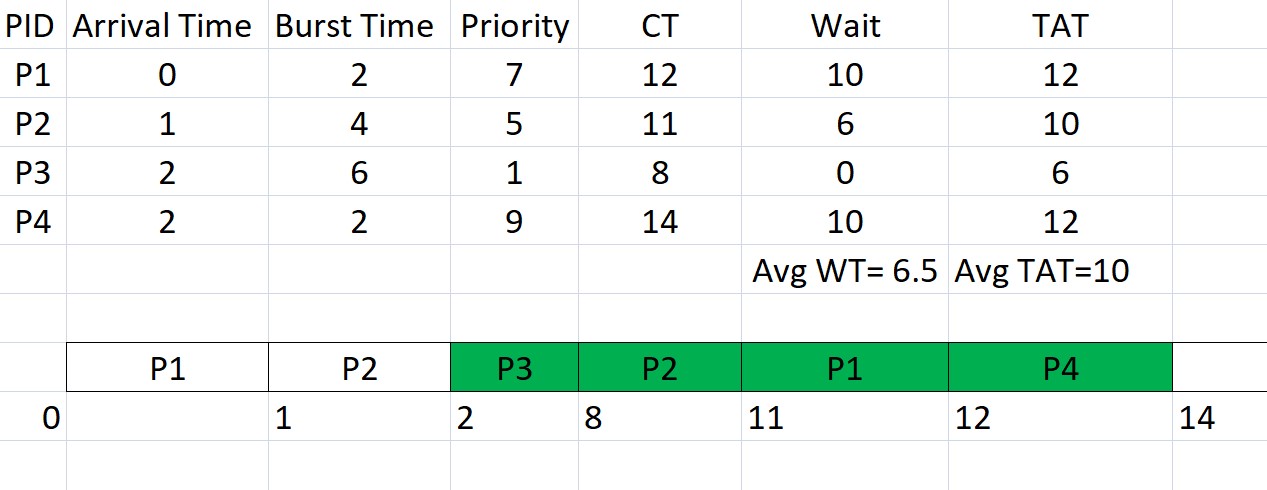 PID Arrival Time Burst Time Priority CT Wait TAT
P1 0 2 7 12 10 12
P2 1 4 5 11 6 10
P3 2 6 1 8 0 6
P4 2 2 9 14 10 12
Avg WT= 6.5 Avg TAT=10
P1 P2 P3 P2 P1 P4
0 1 2 8 11 12 14